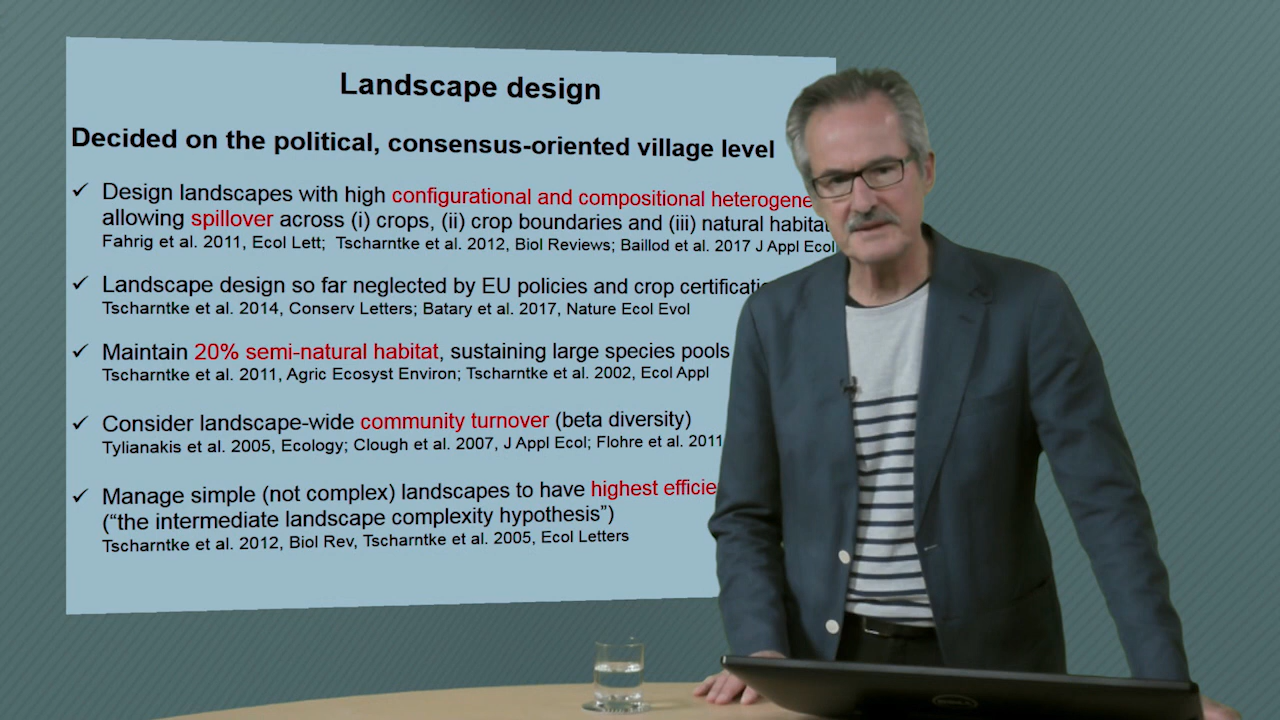 Landscape design
Decided on the political, consensus-oriented village level
✓ Design landscapes with high configurational and compositional
allowing spillover across (i) crops, (ii) crop boundaries and (iii) natural
Fahrig et al. 2011, Ecol Lett; Tscharntke et al. 2012, Biol Reviews; Baillod et al. 2017 J Appl Ecol
✓ Landscape design so far neglected by EU policies and crop
Tscharntke et al. 2014, Conserv Letters; Batary et al. 2017, Nature Ecol Evol
✓ Maintain 20% semi-natural habitat, sustaining large species pools
Tscharntke et al. 2011, Agric Ecosyst Environ; Tscharntke et al. 2002, Ecol Appl
✓ Consider landscape-wide community turnover (beta diversity)
Tylianakis et al. 2005, Ecology; Clough et al. 2007, J Appl Ecol; Flohre et al. 2011
✓ Manage simple (not complex) landscapes to have highest
(“the intermediate landscape complexity hypothesis”)
Tscharntke et al. 2012, Biol Rev, Tscharntke et al. 2005, Ecol Letters
DELL